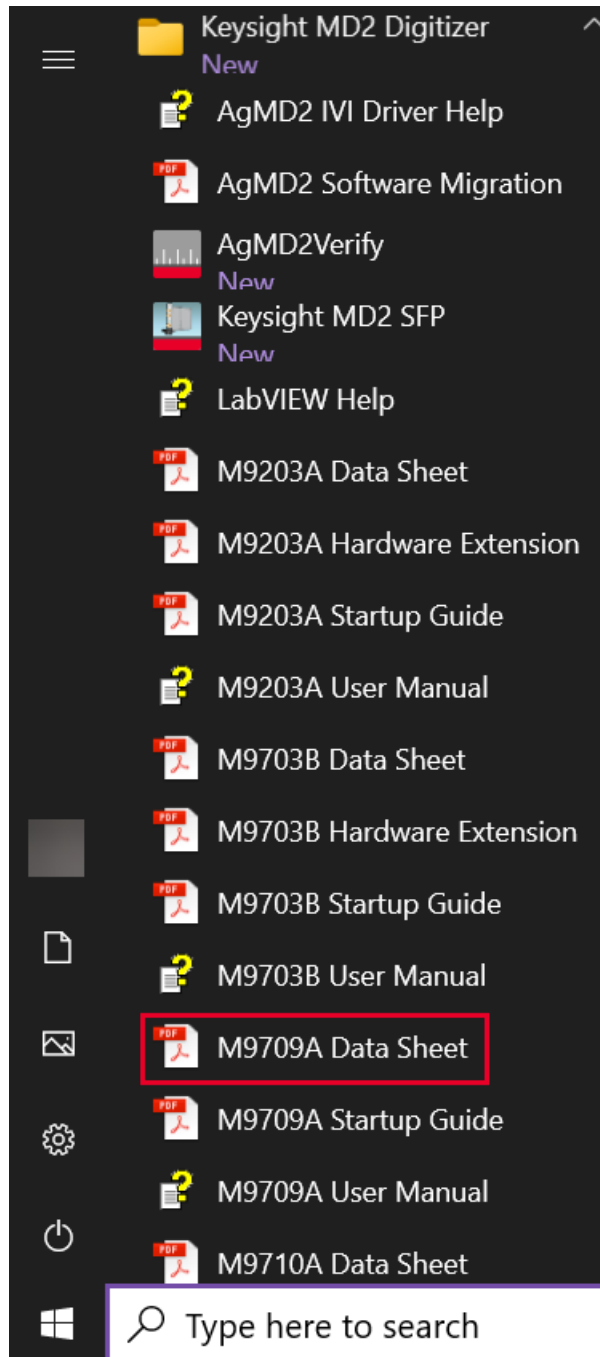 Keysight MD2 Digitizer
New
AgMD2 IVI Driver Help
AgMD2 Software Migration
AgMD2Verify
New
Keysight MD2 SFP
New
LabVIEW Help
M9203A Data Sheet
M9203A Hardware Extension
M9203A Startup Guide
M9203A User Manual
M9703B Data Sheet
M9703B Hardware Extension
M9703B Startup Guide
M9703B User Manual
M9709A Data Sheet
M9709A Startup Guide
M9709A User Manual
M9710A Data Sheet
Type here to search